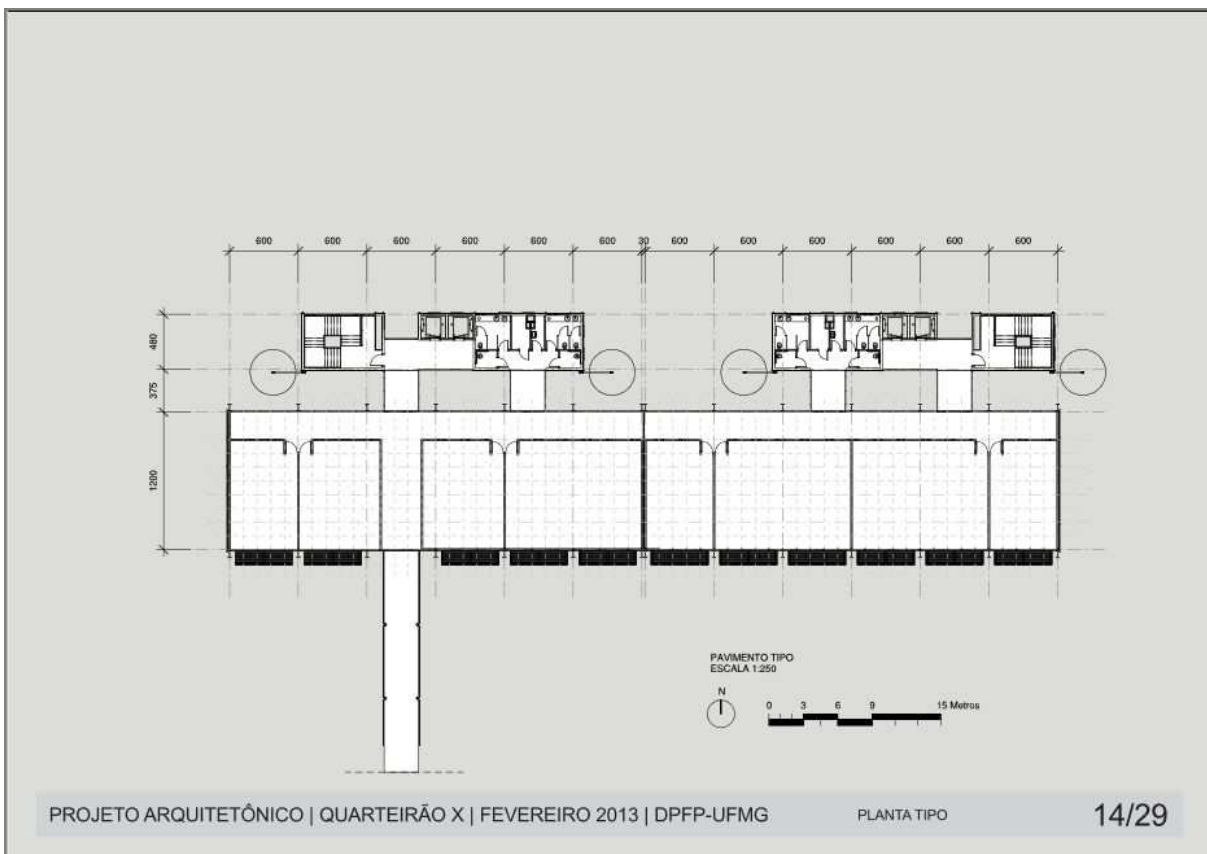 600 600 600 600 600 600 30 600 600 600 600 600 600
480
375
1200
PAVIMENTO TIPO
ESCALA 1:250
N
0 3 6 9 15 Metros
PROJETO ARQUITETÔNICO | QUARTEIRÃO X | FEVEREIRO 2013 | DPFP-UFMG PLANTA TIPO 14/29